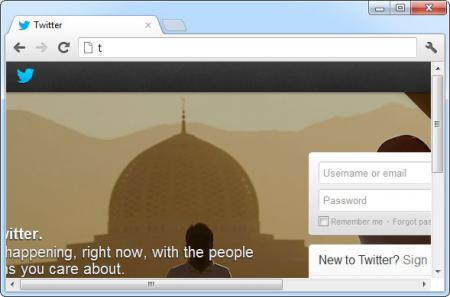 Twitter
t
Username or email
Password
Remember me · Forgot pas
witter.
happening, right now, with the people
ns you care about.
New to Twitter? Sign